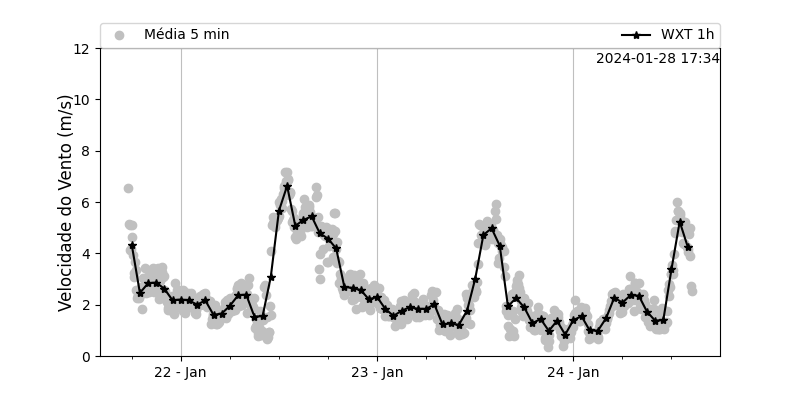 Média 5 min
WXT 1h
2024-01-28 17:34
Velocidade do Vento (m/s)
12
10
8
6
4
2
0
22 - Jan
23 - Jan
24 - Jan